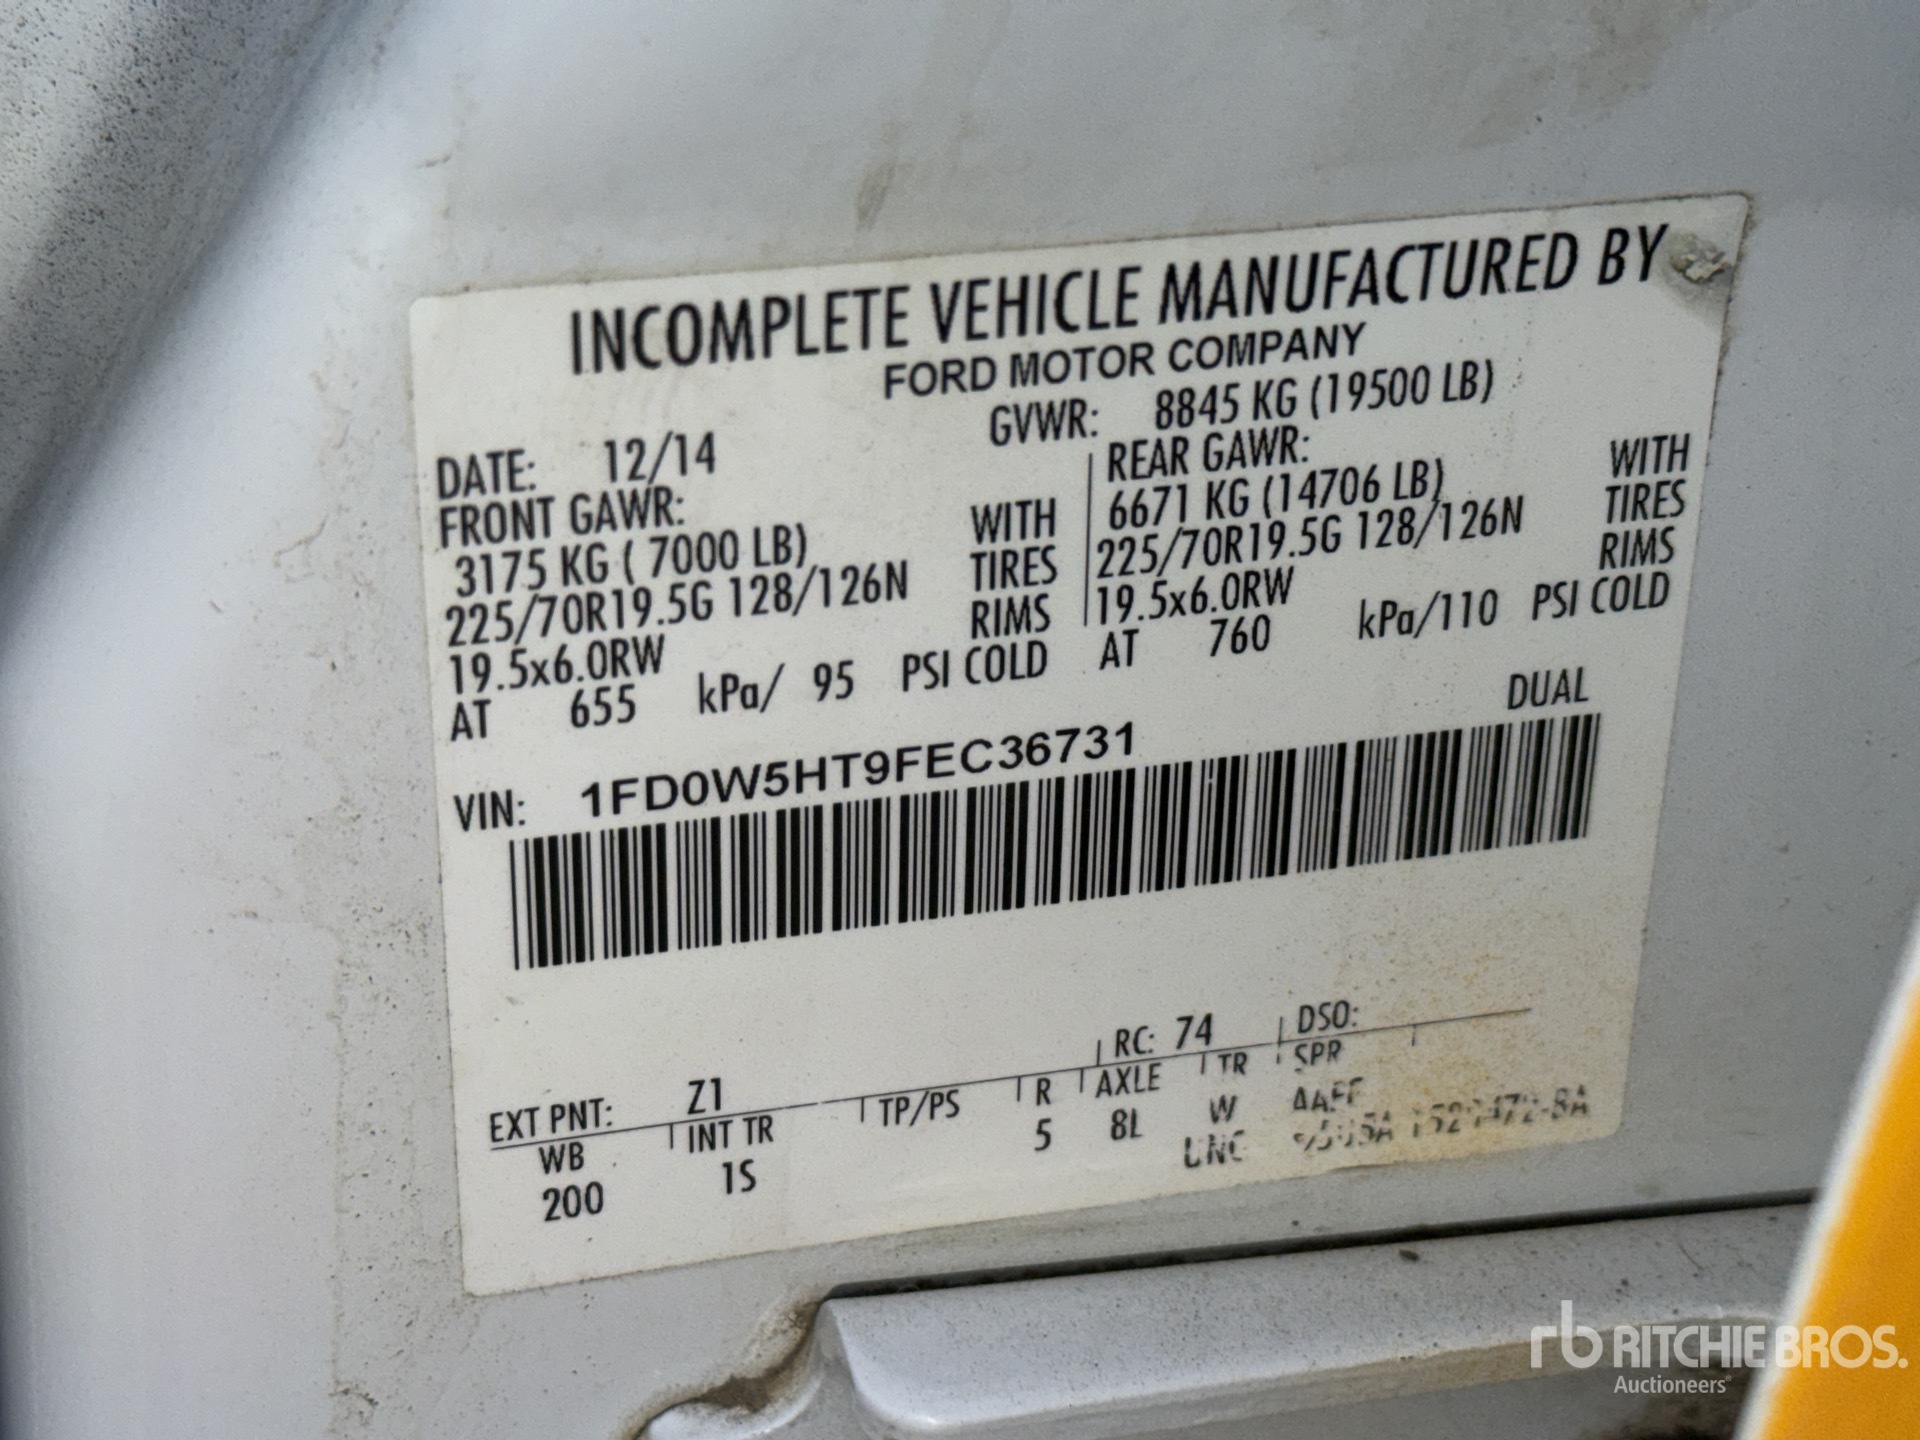 INCOMPLETE VEHICLE MANUFACTURED BY
FORD MOTOR COMPANY
DATE: 12/14 GVWR: 8845 KG (19500 LB)
FRONT GAWR: REAR GAWR:
3175 KG ( 7000 LB) WITH 6671 KG (14706 LB) WITH
225/70R19.5G 128/126N TIRES 225/70R19.5G 128/126N TIRES
19.5x6.0RW RIMS 19.5x6.0RW RIMS
AT 655 kPa/ 95 PSI COLD AT 760 kPa/110 PSI COLD
DUAL
VIN: 1FD0W5HT9FEC36731
RC: 74 DSO:
EXT PNT: Z1
WB INT TR TP/PS R AXLE TR SPR
200 1S 5 8L W
UNC
rb RITCHIE BROS.
Auctioneers